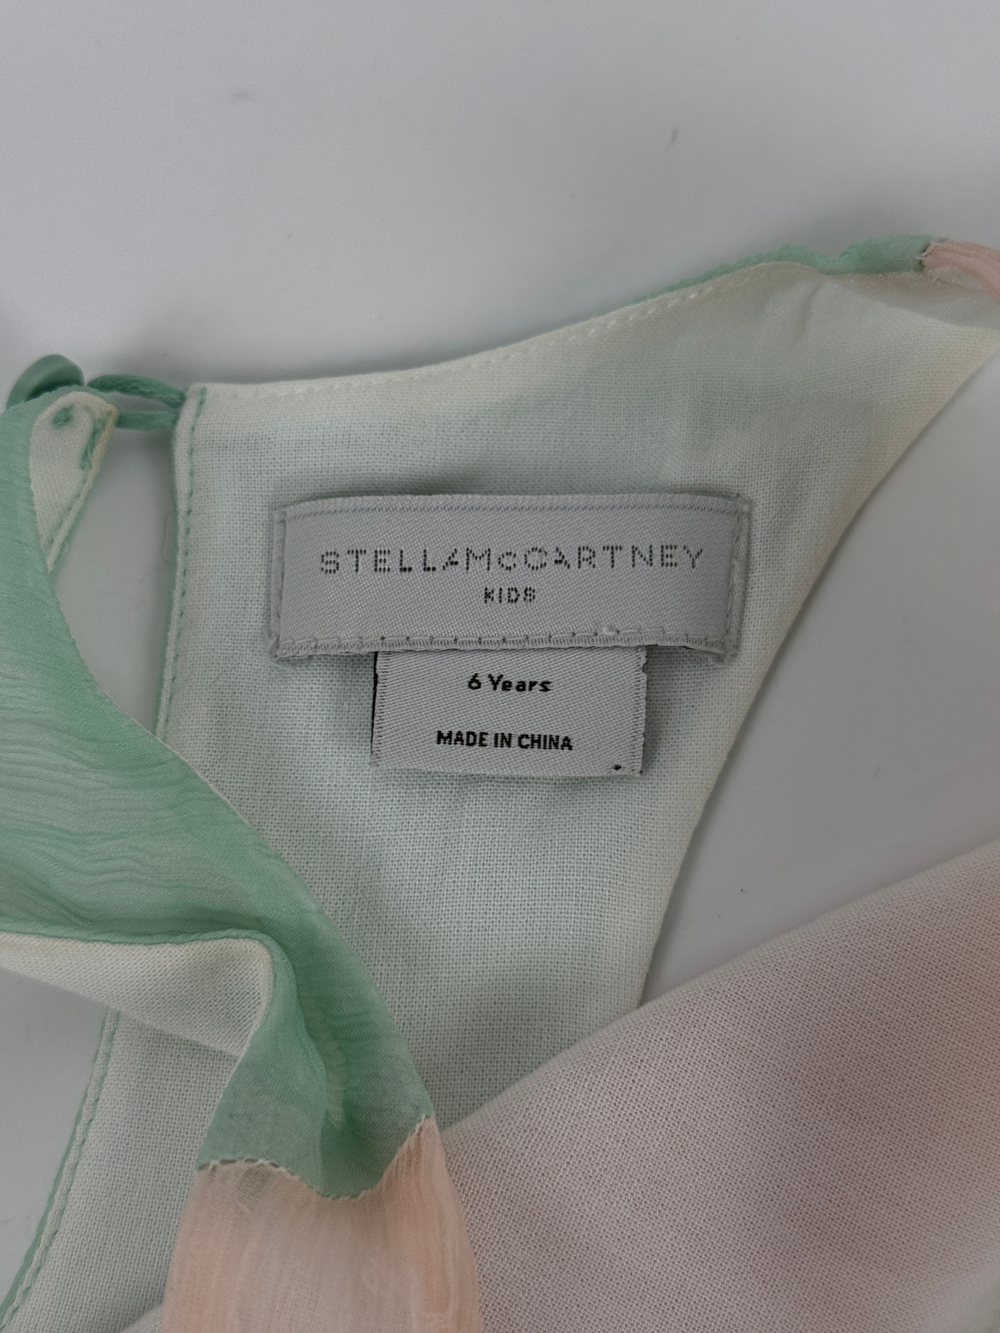 STELLAMcCARTNEY
KIDS
6 Years
MADE IN CHINA